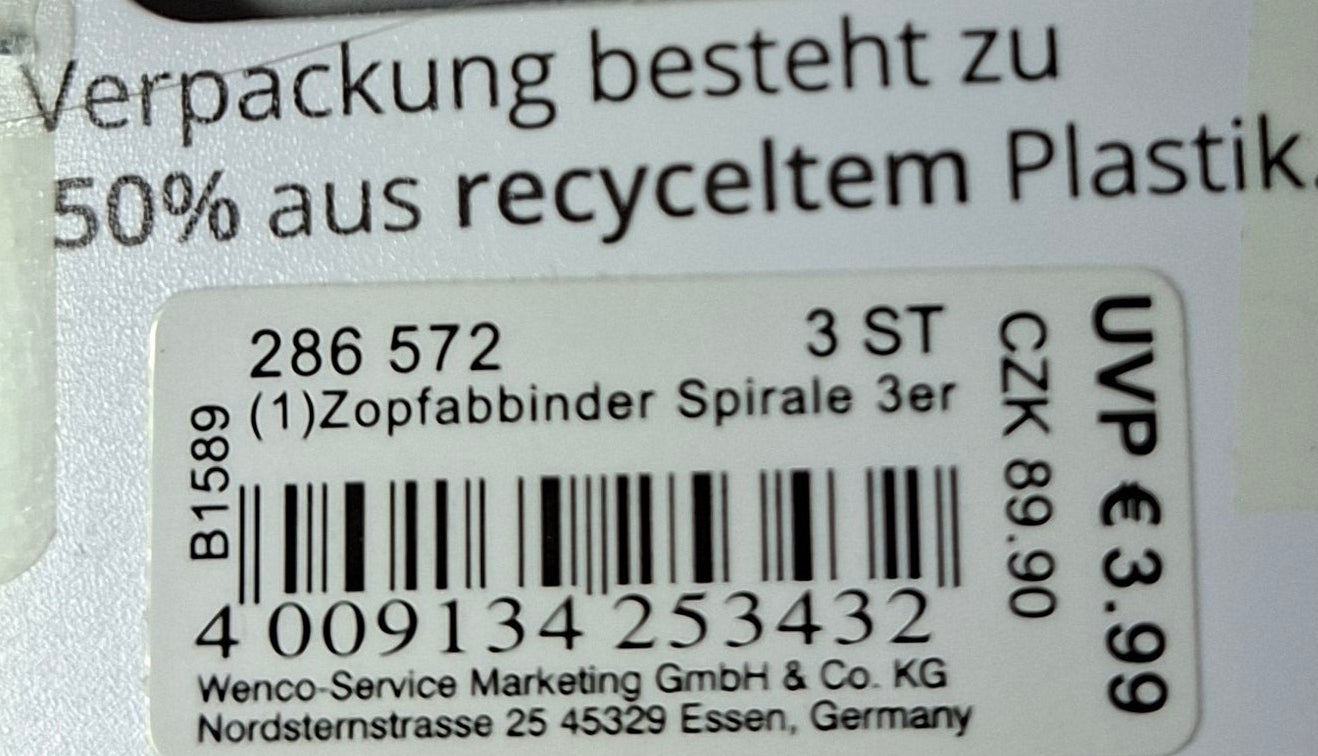 Verpackung besteht zu
50% aus recyceltem Plastik.
286 572 3 ST
(1)Zopfabbinder Spirale 3er
B1589
4 009134 253432
Wenco-Service Marketing GmbH & Co. KG
Nordsternstrasse 25 45329 Essen, Germany
CZK 89.90
UVP € 3.99